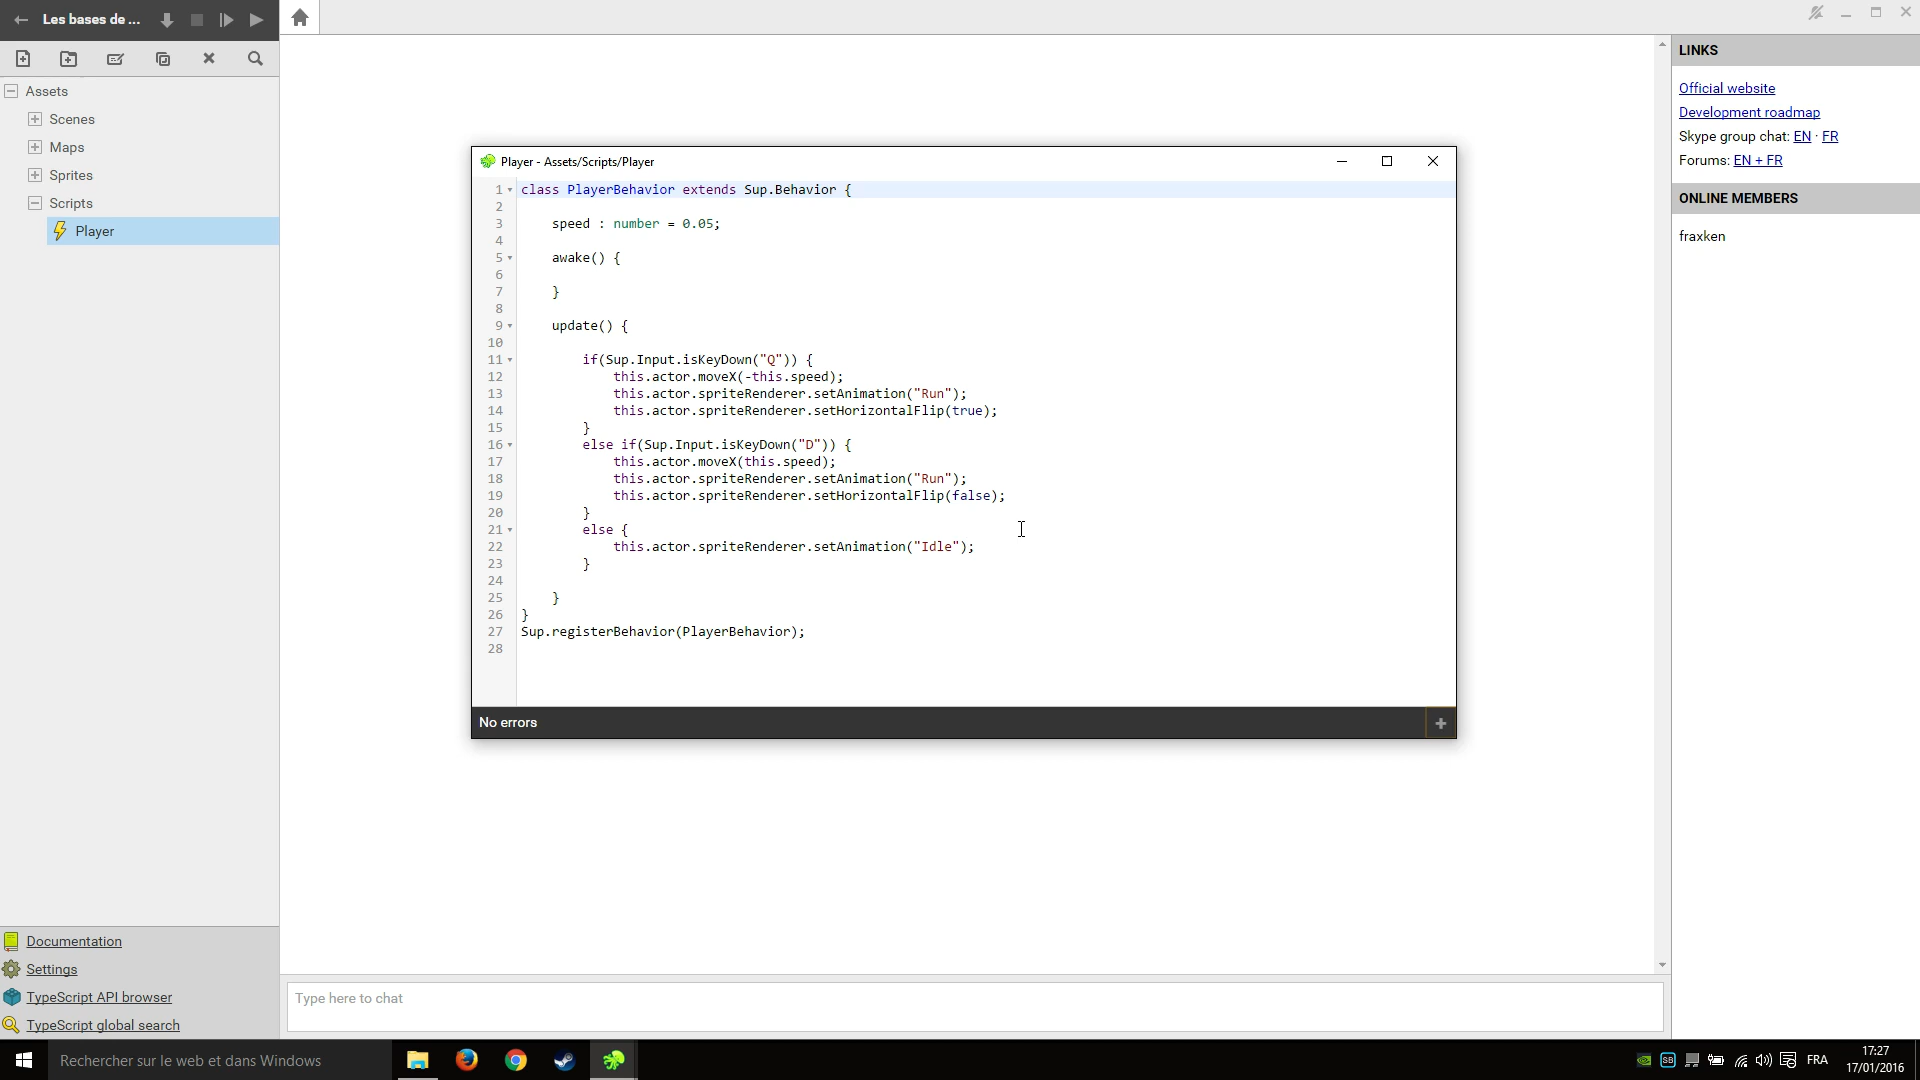 Les bases de ...
Assets
Scenes
Maps
Sprites
Scripts
Player
Documentation
Settings
TypeScript API browser
TypeScript global search
Player - Assets/Scripts/Player
1 class PlayerBehavior extends Sup.Behavior {
2
3 speed : number = 0.05;
4
5 awake() {
6
7 }
8
9 update() {
10
11 if(Sup.Input.isKeyDown("Q")) {
12 this.actor.moveX(-this.speed);
13 this.actor.spriteRenderer.setAnimation("Run");
14 this.actor.spriteRenderer.setHorizontalFlip(true);
15 }
16 else if(Sup.Input.isKeyDown("D")) {
17 this.actor.moveX(this.speed);
18 this.actor.spriteRenderer.setAnimation("Run");
19 this.actor.spriteRenderer.setHorizontalFlip(false);
20 }
21 else {
22 this.actor.spriteRenderer.setAnimation("Idle");
23 }
24
25 }
26 }
27 Sup.registerBehavior(PlayerBehavior);
28
No errors
Type here to chat
LINKS
Official website
Development roadmap
Skype group chat: EN · FR
Forums: EN + FR
ONLINE MEMBERS
fraxken
Rechercher sur le web et dans Windows
SB
FRA
17:27
17/01/2016